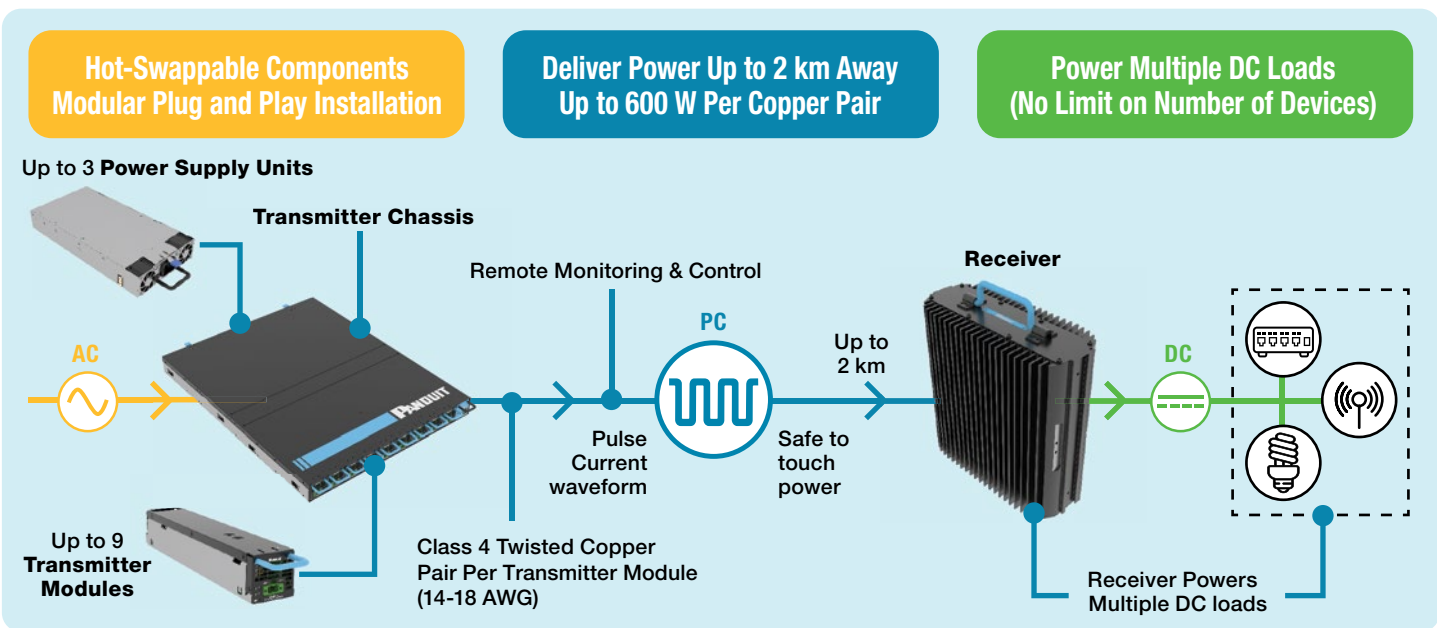 Hot-Swappable Components
Modular Plug and Play Installation
Deliver Power Up to 2 km Away
Up to 600 W Per Copper Pair
Power Multiple DC Loads
(No Limit on Number of Devices)
Up to 3 Power Supply Units
Transmitter Chassis
Remote Monitoring & Control
Receiver
AC
PC
Up to
2 km
DC
PANDUIT
Pulse
Current
waveform
Safe to
touch
power
Up to 9
Transmitter
Modules
Class 4 Twisted Copper
Pair Per Transmitter Module
(14-18 AWG)
Receiver Powers
Multiple DC loads